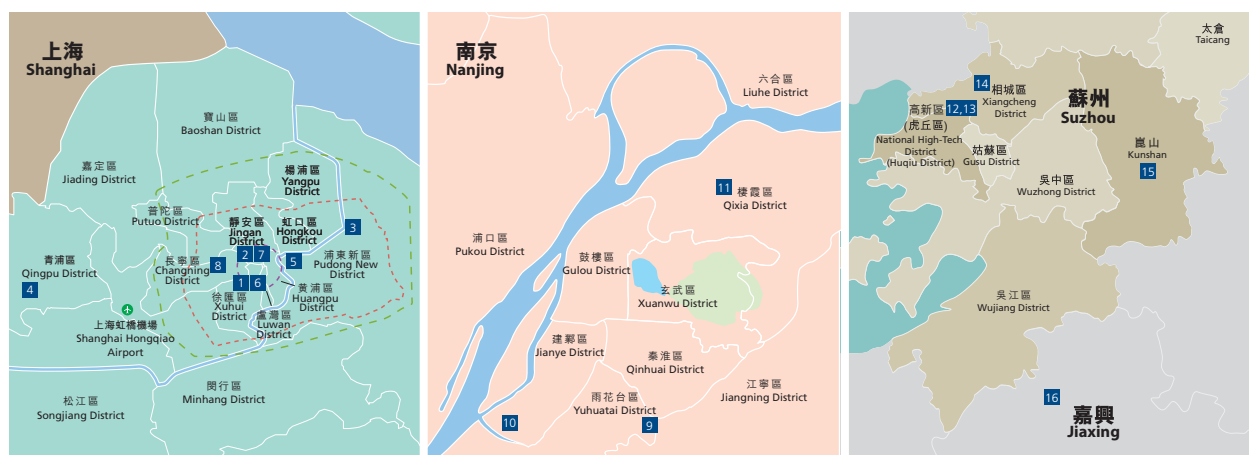 上海
Shanghai
寶山區
Baoshan District
嘉定區
Jiading District
楊浦區
Yangpu
District
普陀區
Putuo District
靜安區
Jingan
District
虹口區
Hongkou
District
3
2 7
5
浦東新區
Pudong New
District
長寧區
Changning
District
8
青浦區
Qingpu District
4
1 6
黄浦區
Huangpu
District
徐匯區
Xuhui
District
盧灣區
Luwan
District
上海虹橋機場
Shanghai Hongqiao
Airport
閔行區
Minhang District
松江區
Songjiang District
南京
Nanjing
六合區
Liuhe District
11
棲霞區
Qixia District
浦口區
Pukou District
鼓樓區
Gulou District
玄武區
Xuanwu District
建鄴區
Jianye District
秦淮區
Qinhuai District
江寧區
Jiangning District
雨花台區
Yuhuatai District
10
9
太倉
Taicang
14
相城區
Xiangcheng
District
蘇州
Suzhou
高新區
(虎丘區)
National High-Tech
District
(Huqiu District)
12,13
姑蘇區
Gusu District
崑山
Kunshan
15
吳中區
Wuzhong District
吳江區
Wujiang District
16
嘉興
Jiaxing